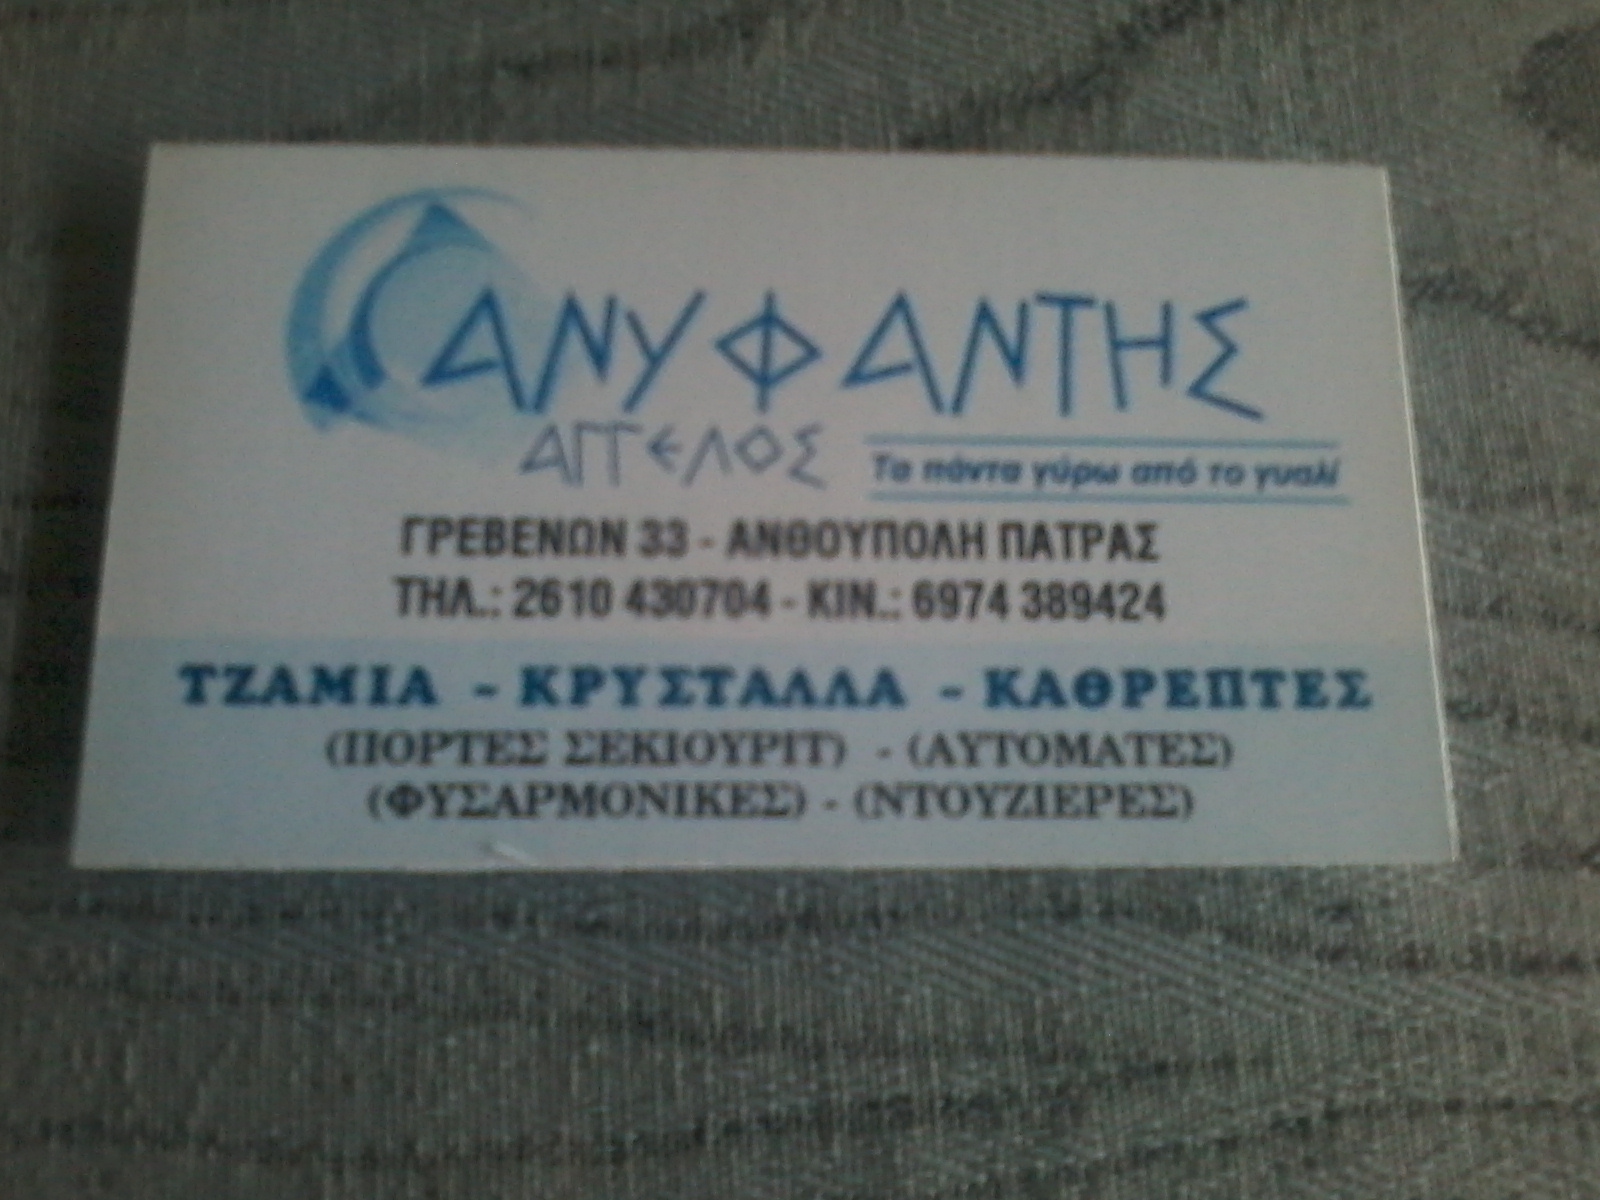 ΑΝΥΦΑΝΤΗΣ
ΑΓΓΕΛΟΣ
Τα πάντα γύρω από το γυαλί
ΓΡΕΒΕΝΩΝ 33 - ΑΝΘΟΥΠΟΛΗ ΠΑΤΡΑΣ
ΤΗΛ.: 2610 430704 - ΚΙΝ.: 6974 389424
ΤΖΑΜΙΑ - ΚΡΥΣΤΑΛΛΑ - ΚΑΘΡΕΠΤΕΣ
(ΠΟΡΤΕΣ ΣΕΚΙΟΥΡΙΤ) - (ΑΥΤΟΜΑΤΕΣ)
(ΦΥΣΑΡΜΟΝΙΚΕΣ) - (ΝΤΟΥΖΙΕΡΕΣ)